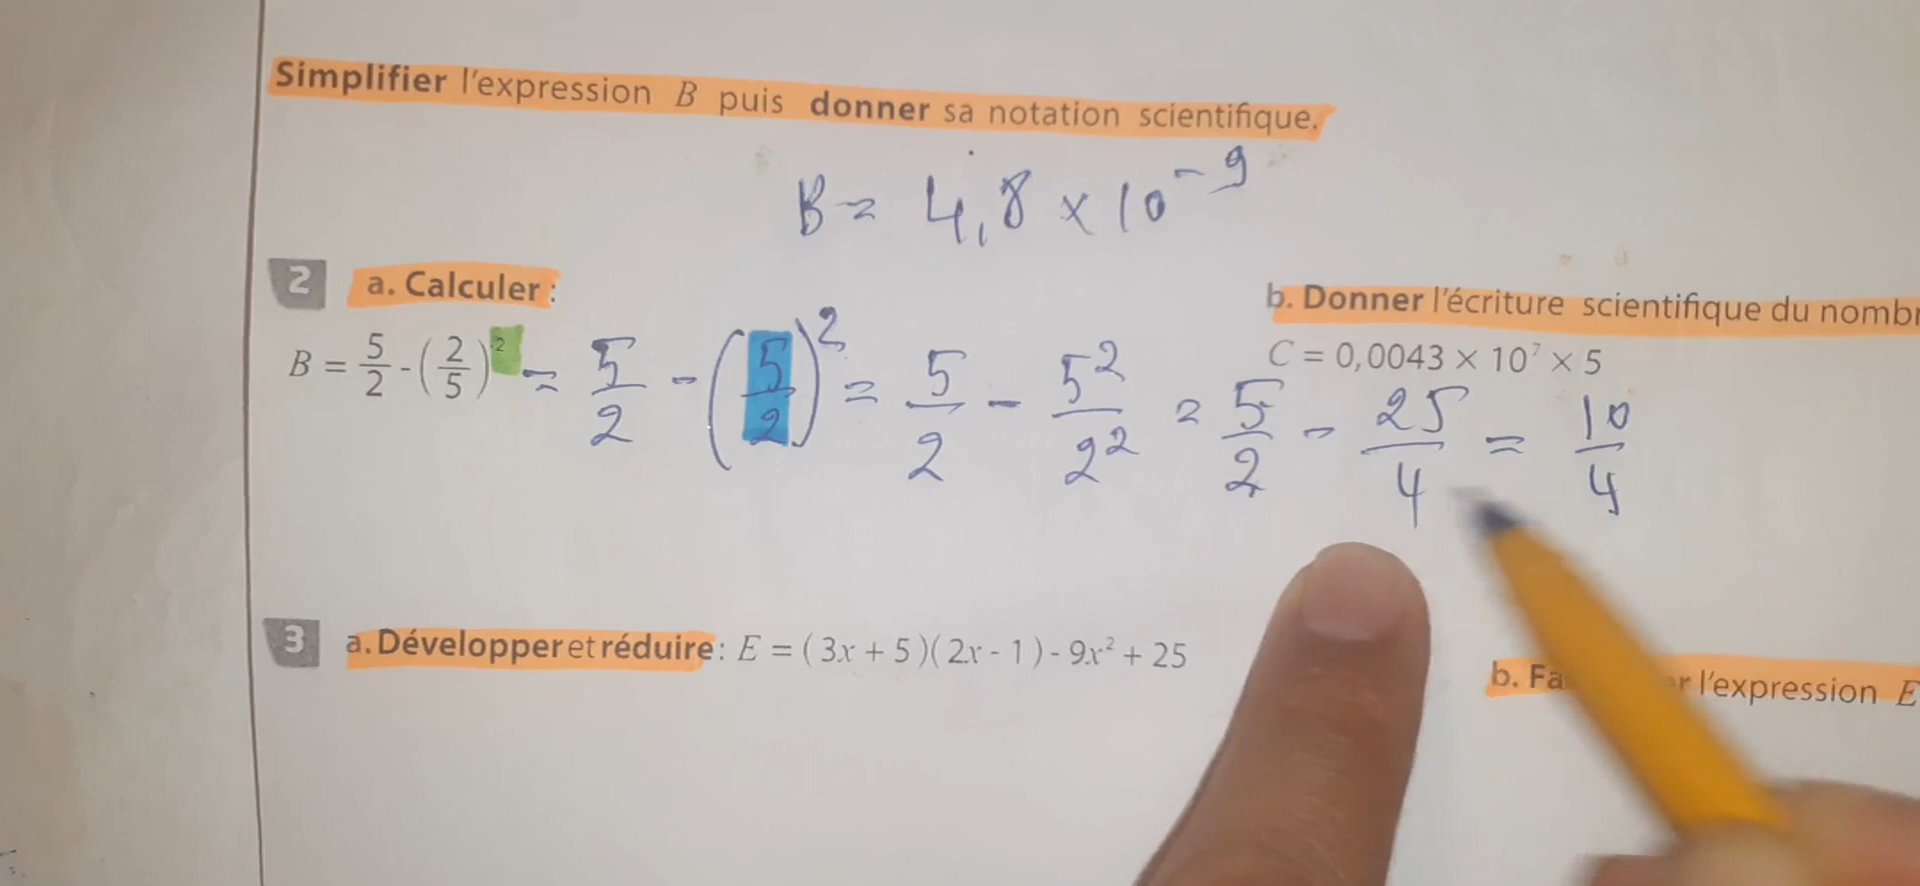 Simplifier l'expression B puis donner sa notation scientifique.
B = 4,8 × 10⁻⁹
2 a. Calculer :
b. Donner l'écriture scientifique du nombr
B = 5/2 - (2/5)⁻² = 5/2 - (5/2)² = 5/2 - 5²/2² = 5/2 - 25/4 = 10/4
C = 0,0043 × 10⁷ × 5
3 a. Développer et réduire : E = (3x + 5)(2x - 1) - 9x² + 25
b. Fa r l'expression E